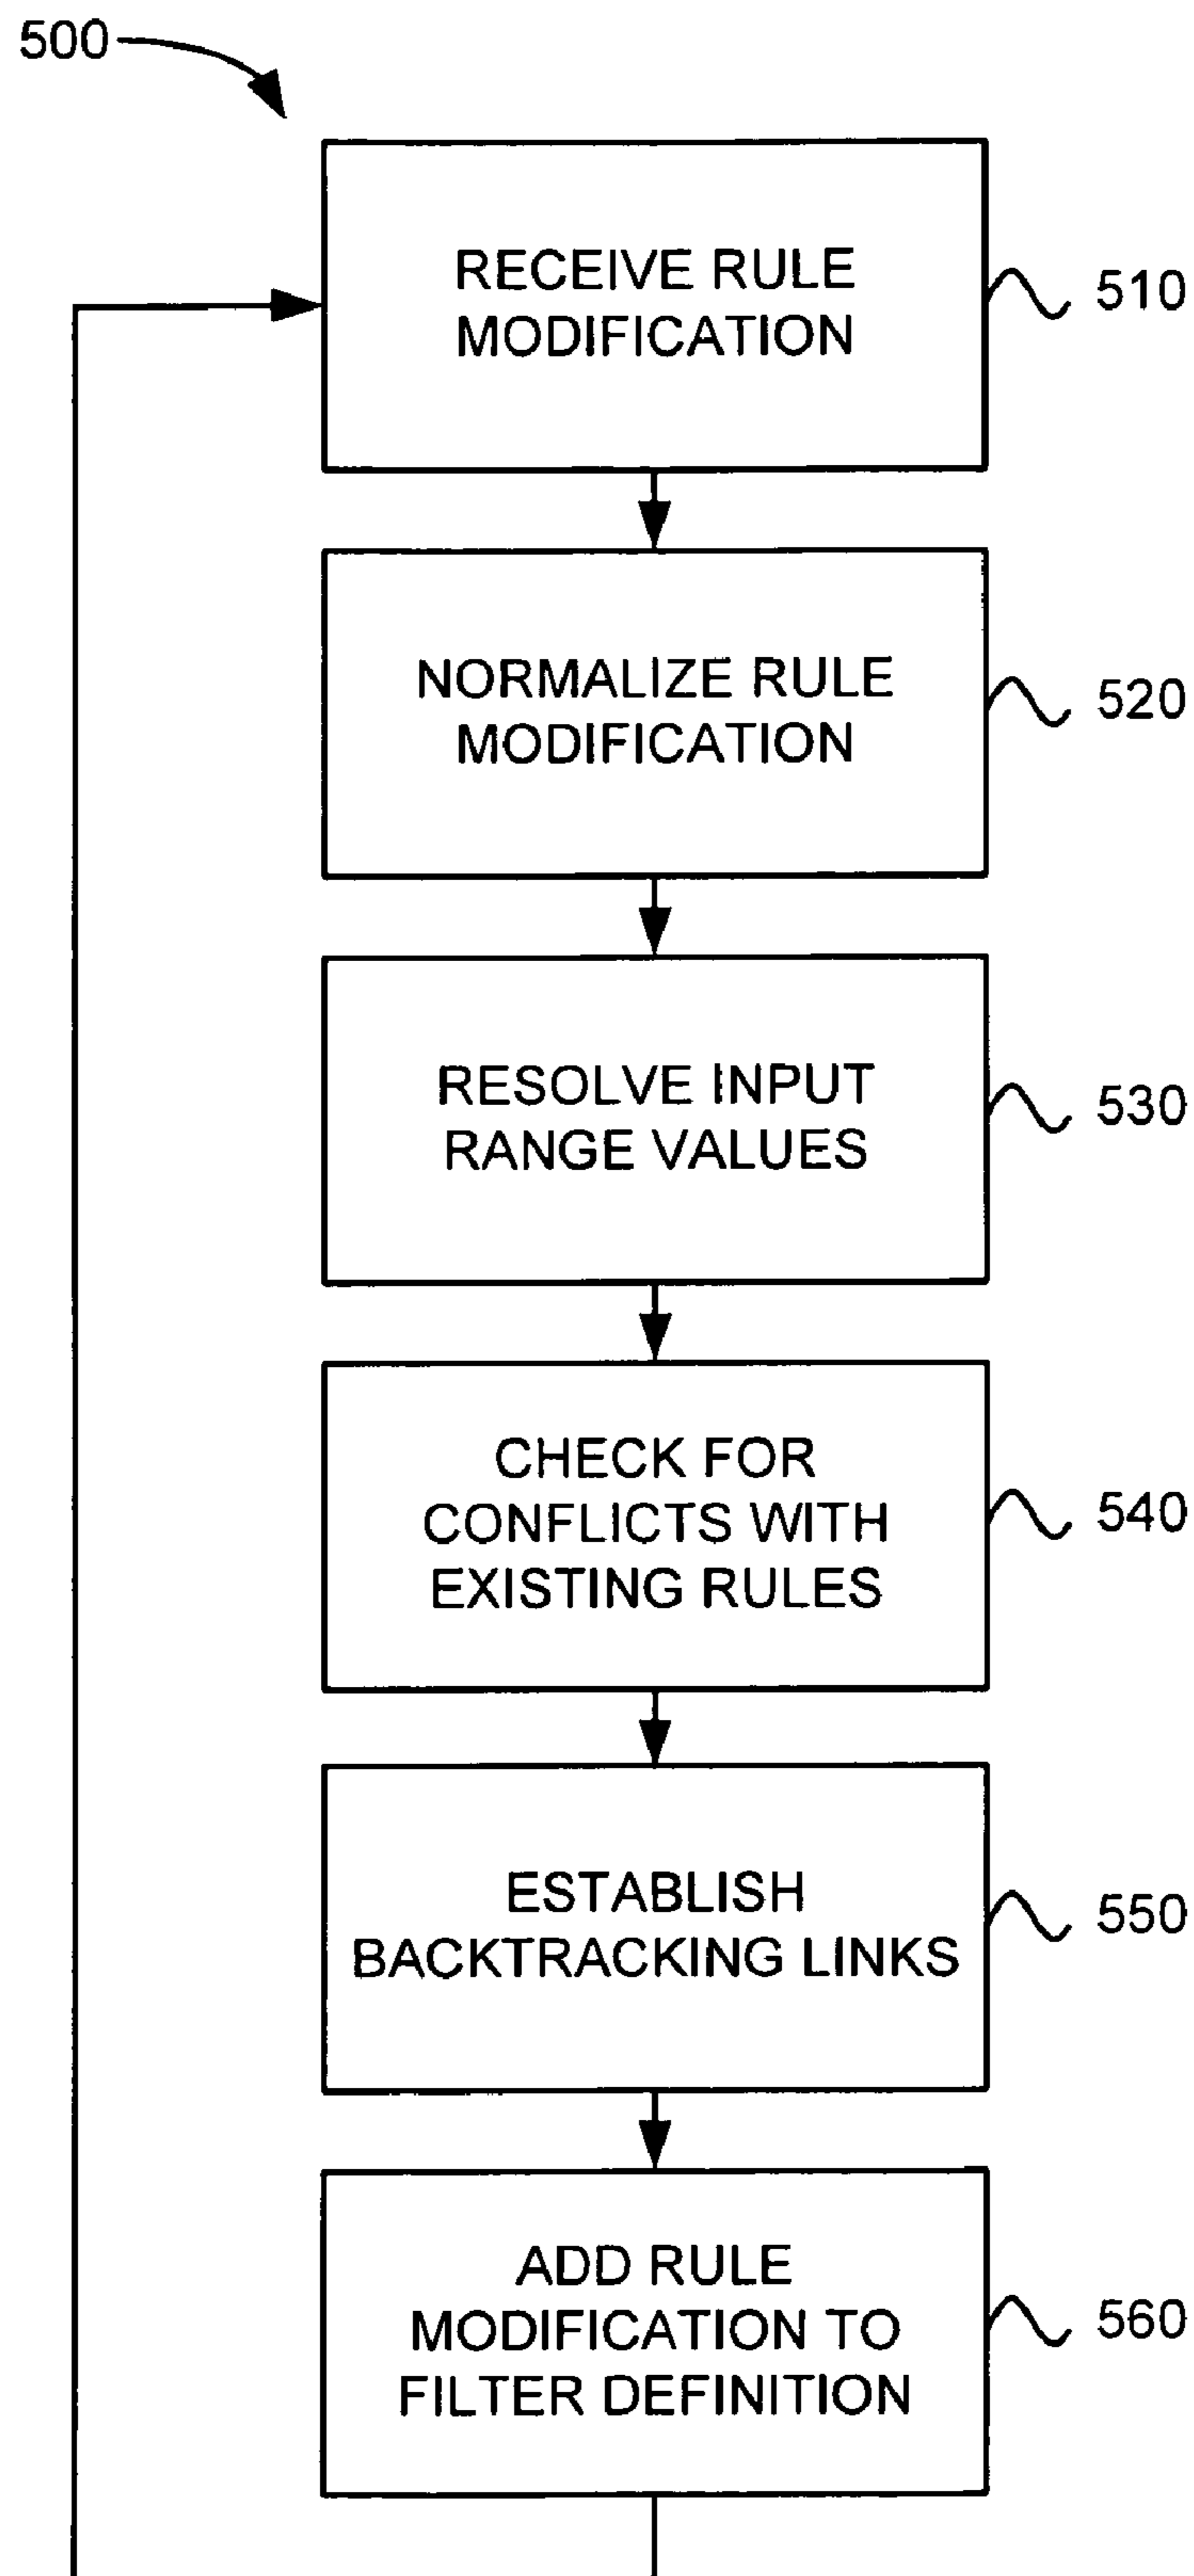 500
RECEIVE RULE
MODIFICATION
510
NORMALIZE RULE
MODIFICATION
520
RESOLVE INPUT
RANGE VALUES
530
CHECK FOR
CONFLICTS WITH
EXISTING RULES
540
ESTABLISH
BACKTRACKING LINKS
550
ADD RULE
MODIFICATION TO
FILTER DEFINITION
560